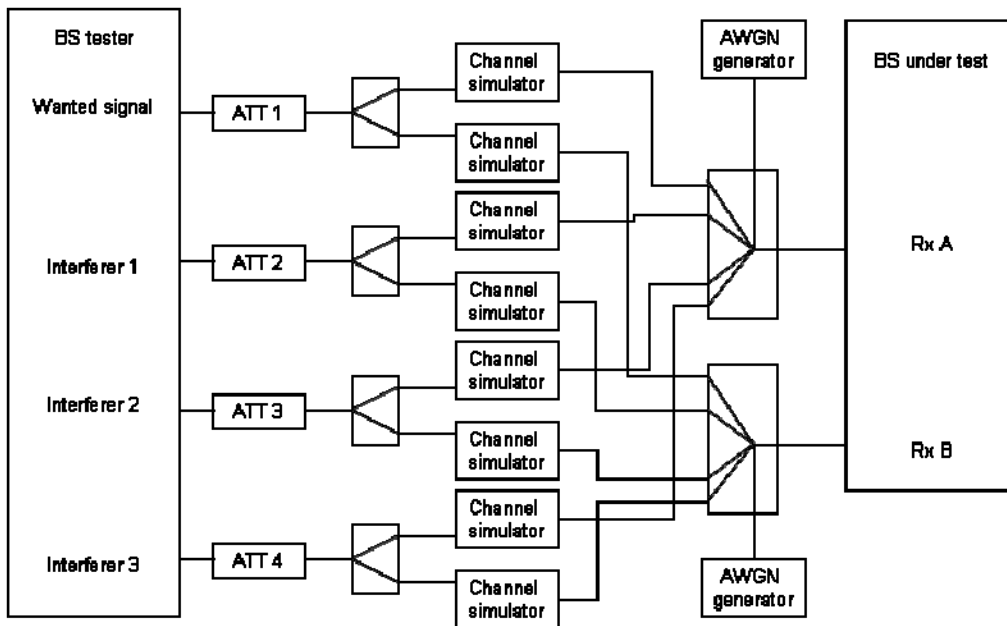 BS tester
Wanted signal
Interferer 1
Interferer 2
Interferer 3
ATT 1
ATT 2
ATT 3
ATT 4
Channel
simulator
Channel
simulator
Channel
simulator
Channel
simulator
Channel
simulator
Channel
simulator
Channel
simulator
Channel
simulator
AWGN
generator
AWGN
generator
BS under test
Rx A
Rx B